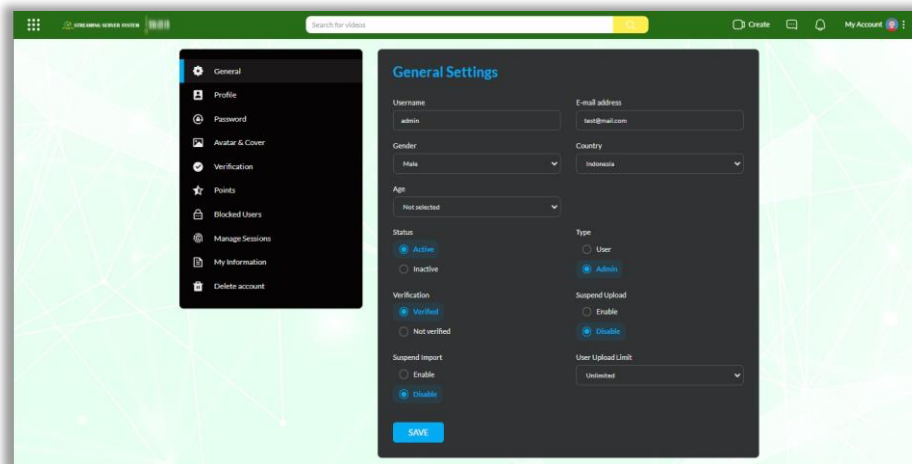 STREAMING SERVER SYSTEM
Search for videos
Create
My Account
General
Profile
Password
Avatar & Cover
Verification
Points
Blocked Users
Manage Sessions
My Information
Delete account
General Settings
Username
E-mail address
admin
test@mail.com
Gender
Country
Male
Indonesia
Age
Not selected
Status
Type
Active
User
Inactive
Admin
Verification
Suspend Upload
Verified
Enable
Not verified
Disable
Suspend Import
User Upload Limit
Enable
Unlimited
Disable
SAVE